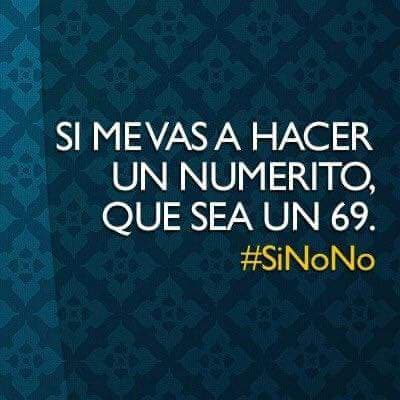 SI ME VAS A HACER
UN NUMERITO,
QUE SEA UN 69.
#SiNoNo